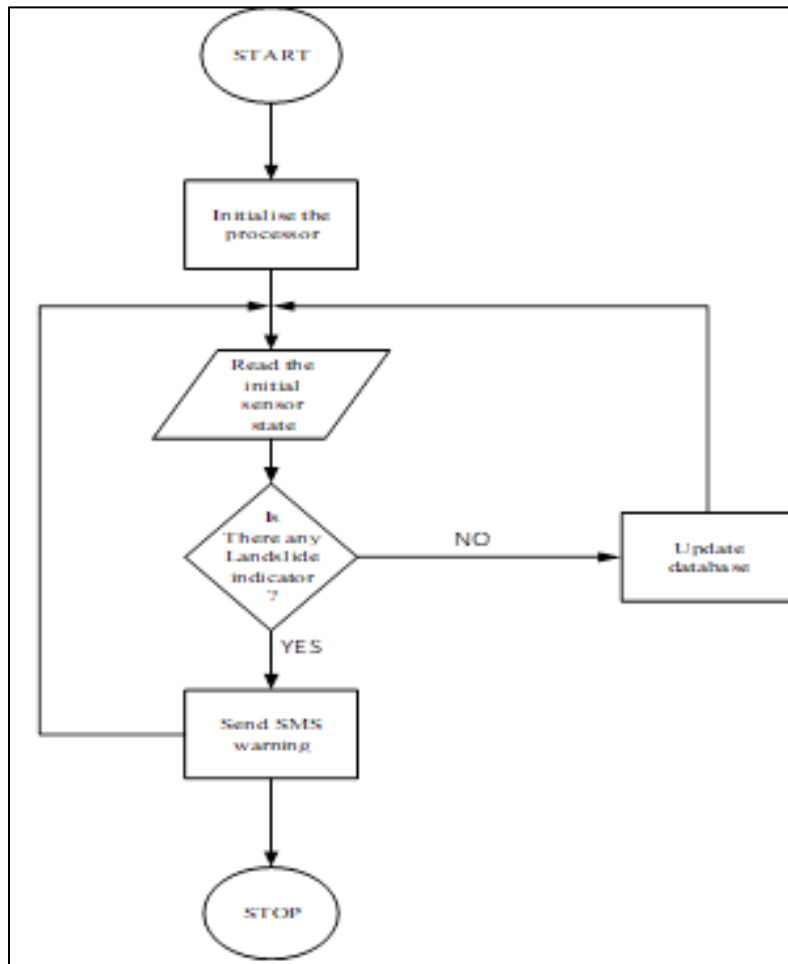 START
Initialise the
processor
Read the
initial
sensor
state
Is
There any
Landslide
indicator
?
NO
Update
database
YES
Send SMS
warning
STOP